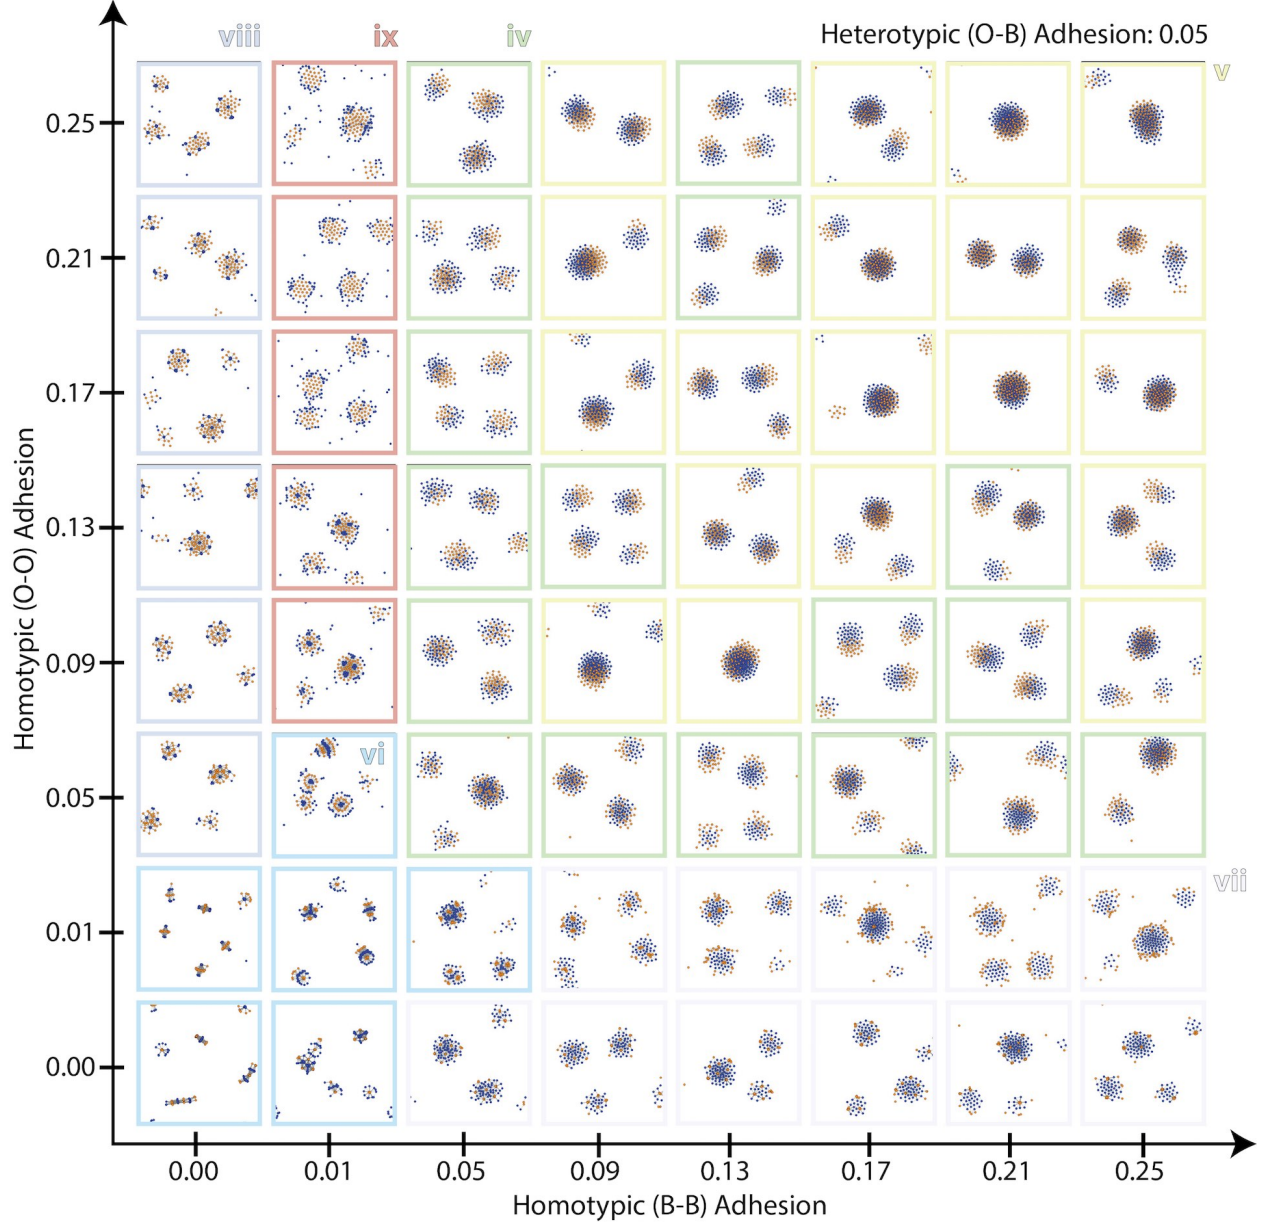 viii ix iv Heterotypic (O-B) Adhesion: 0.05
v
0.25
0.21
0.17
0.13
0.09
vi
0.05
vii
0.01
0.00
Homotypic (O-O) Adhesion
0.00 0.01 0.05 0.09 0.13 0.17 0.21 0.25
Homotypic (B-B) Adhesion